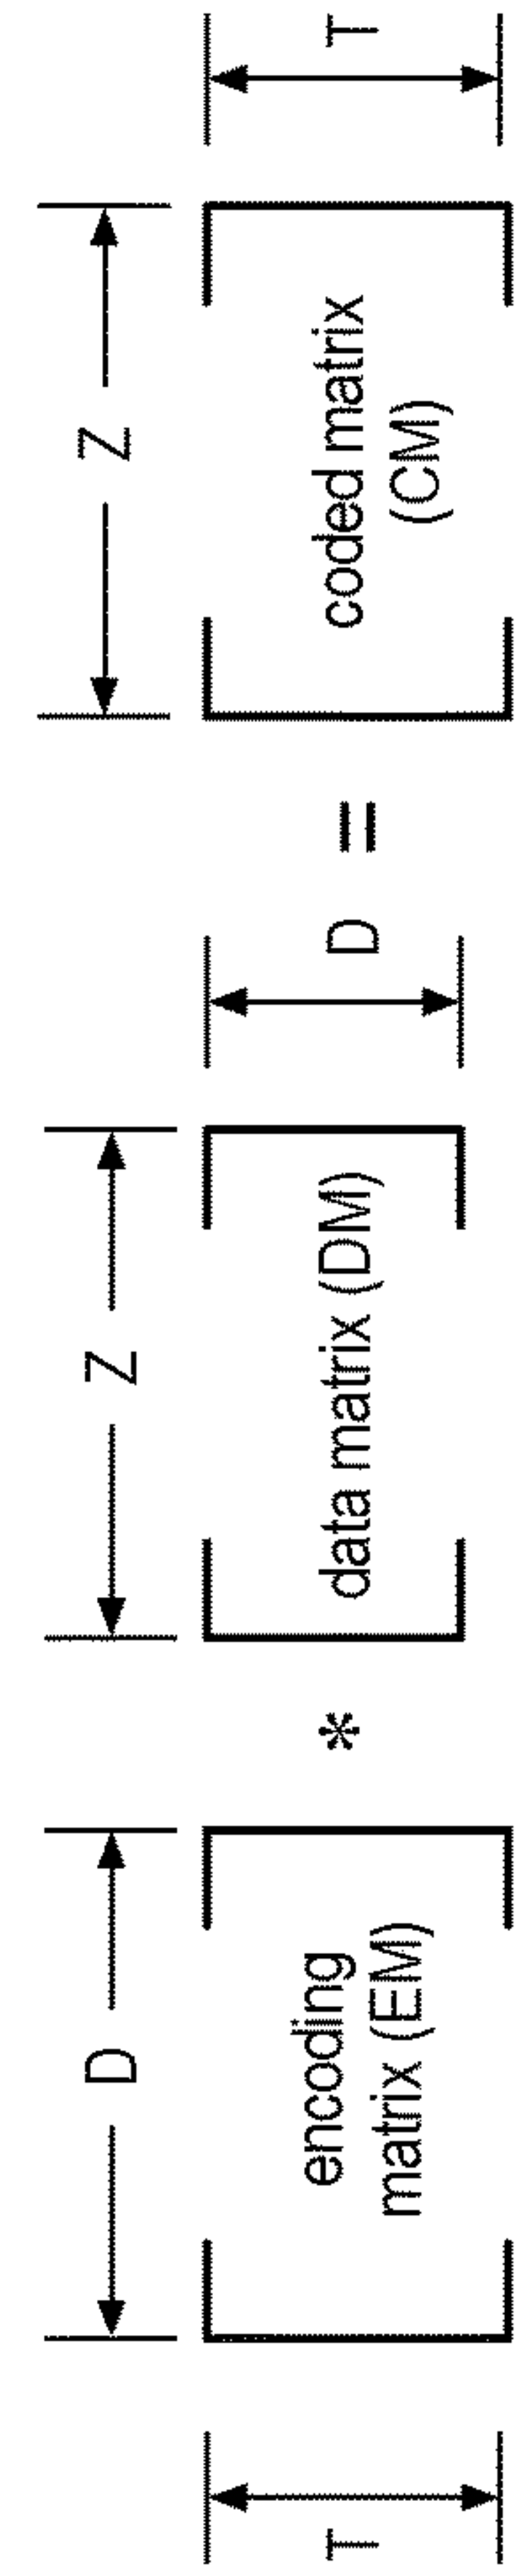 T
D
encoding
matrix (EM)
*
Z
data matrix (DM)
D
=
Z
coded matrix
(CM)
T